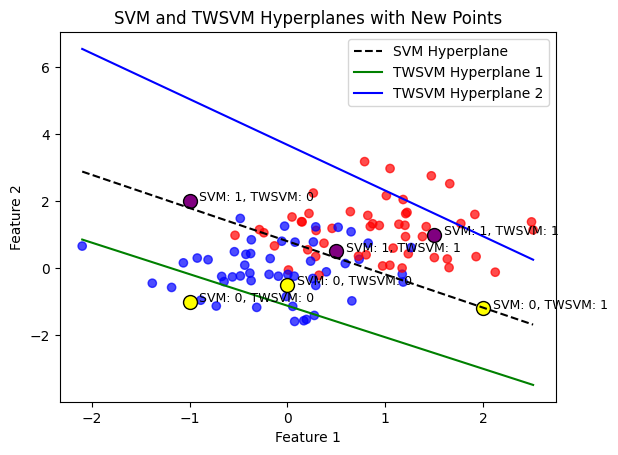 SVM and TWSVM Hyperplanes with New Points
SVM Hyperplane
TWSVM Hyperplane 1
TWSVM Hyperplane 2
6
4
2
0
−2
Feature 2
SVM: 1, TWSVM: 0
SVM: 1, TWSVM: 1
SVM: 1, TWSVM: 1
SVM: 0, TWSVM: 0
SVM: 0, TWSVM: 0
SVM: 0, TWSVM: 1
−2
−1
0
1
2
Feature 1